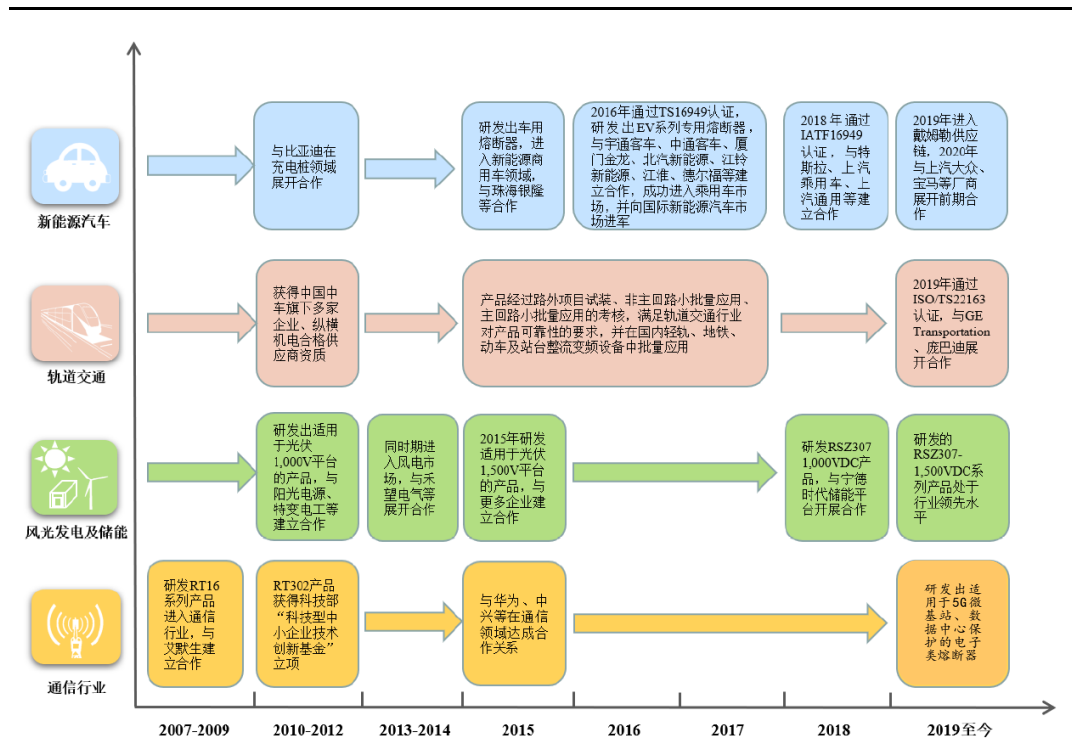 新能源汽车
与比亚迪在
充电桩领域
展开合作
研发出车用
熔断器，进
入新能源商
用车领域，
与珠海银隆
等合作
2016年通过TS16949认证，
研发出EV系列专用熔断器，
与宇通客车、中通客车、厦
门金龙、北汽新能源、江铃
新能源、江淮、德尔福等建
立合作，成功进入乘用车市
场，并向国际新能源汽车市
场进军
2018年通过
IATF16949
认证，与特
斯拉、上汽
乘用车、上
汽通用等建
立合作
2019年进入
戴姆勒供应
链，2020年
与上汽大众、
宝马等厂商
展开前期
合作
轨道交通
获得中国中
车旗下多家
企业、纵横
机电合格供
应商资质
产品经过路外项目试装、非主回路小批量应用、
主回路小批量应用的考核，满足轨道交通行业
对产品可靠性的要求，并在国内轻轨、地铁、
动车及站台整流变频设备中批量应用
2019年通过
ISO/TS22163
认证，与GE
Transportation
、庞巴迪展
开合作
风光发电及储能
研发出适用
于光伏
1,000V平台
的产品，与
阳光电源、
特变电工等
建立合作
同时期进
入风电市
场，与禾
望电气等
展开合作
2015年研发
适用于光伏
1,500V平台
的产品，与
更多企业建
立合作
研发RSZ307
1,000VDC产
品，与宁德
时代储能平
台开展合作
研发的
RSZ307-
1,500VDC系
列产品处于
行业领先水
平
通信行业
研发RT16
系列产品
进入通信
行业，与
艾默生建
立合作
RT302产品
获得科技部
“科技型中
小企业技术
创新基金”
立项
与华为、中
兴等在通信
领域达成合
作关系
研发出适
用于5G微
基站、数
据中心保
护的电子
类熔断器
2007-2009
2010-2012
2013-2014
2015
2016
2017
2018
2019至今